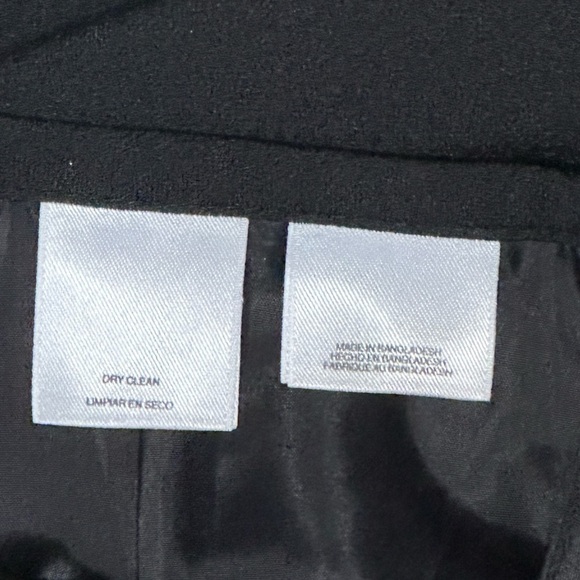 DRY CLEAN
LIMPIAR EN SECO
MADE IN BANGLADESH
HECHO EN BANGLADESH
FABRIQUE AU BANGLADESH